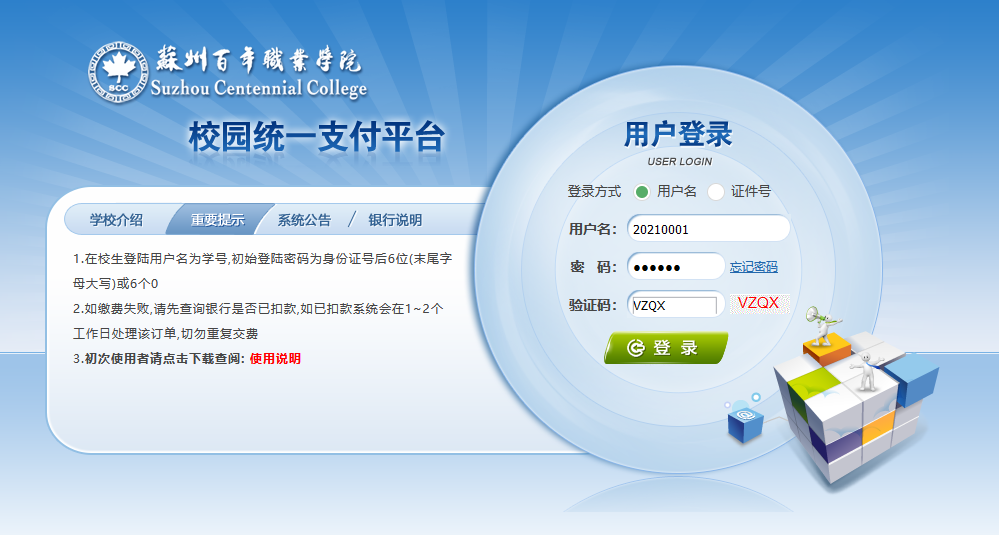 蘇州百年職業學院
SCC
Suzhou Centennial College
校园统一支付平台
用户登录
USER LOGIN
登录方式 用户名 证件号
用户名: 20210001
密 码: ●●●●●● 忘记密码
验证码: VZQX VZQX
登 录
学校介绍 重要提示 系统公告 / 银行说明
1.在校生登陆用户名为学号,初始登陆密码为身份证号后6位(末尾字
母大写)或6个0
2.如缴费失败,请先查询银行是否已扣款,如已扣款系统会在1~2个
工作日处理该订单,切勿重复交费
3.初次使用者请点击下载查阅: 使用说明
@